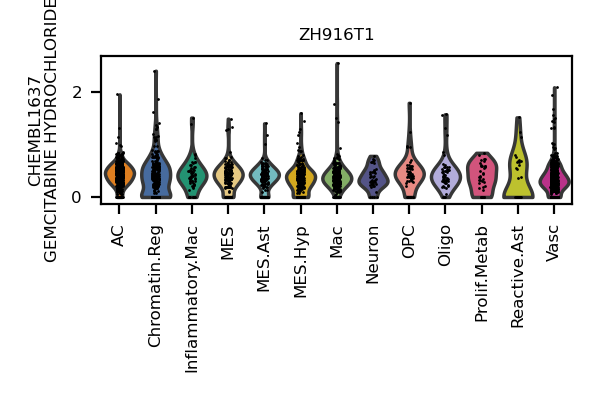 ZH916T1
CHEMBL1637
GEMCITABINE HYDROCHLORIDE
2
0
AC
Chromatin.Reg
Inflammatory.Mac
MES
MES.Ast
MES.Hyp
Mac
Neuron
OPC
Oligo
Prolif.Metab
Reactive.Ast
Vasc